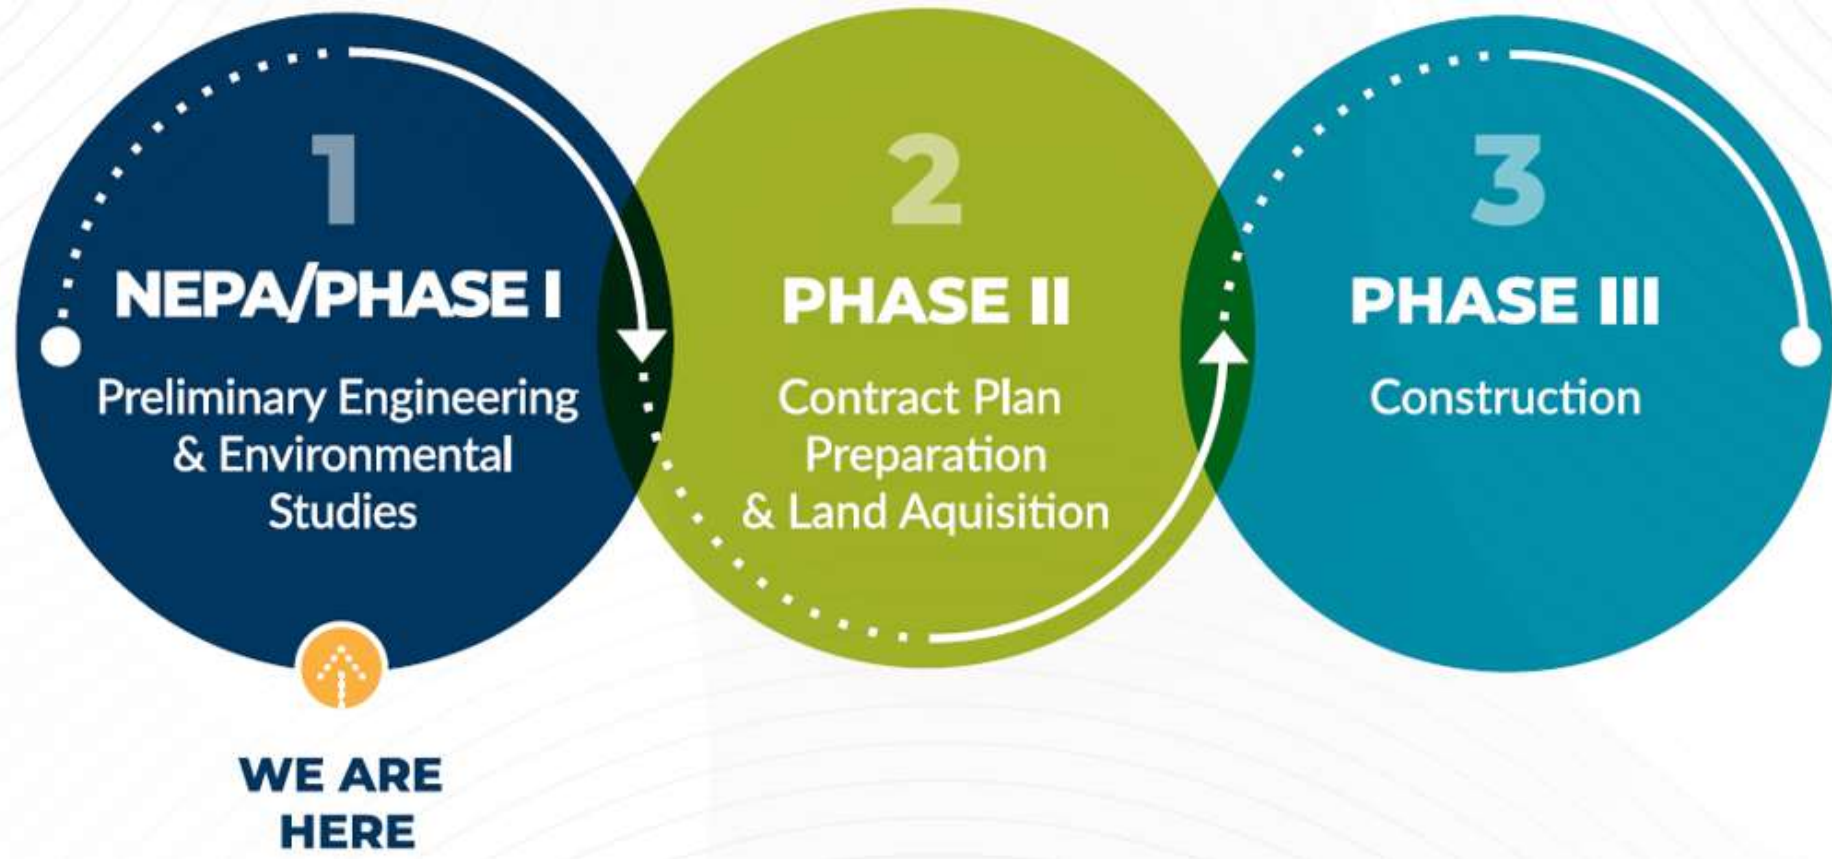 1
NEPA/PHASE I
Preliminary Engineering
& Environmental
Studies
WE ARE
HERE
2
PHASE II
Contract Plan
Preparation
& Land Aquisition
3
PHASE III
Construction